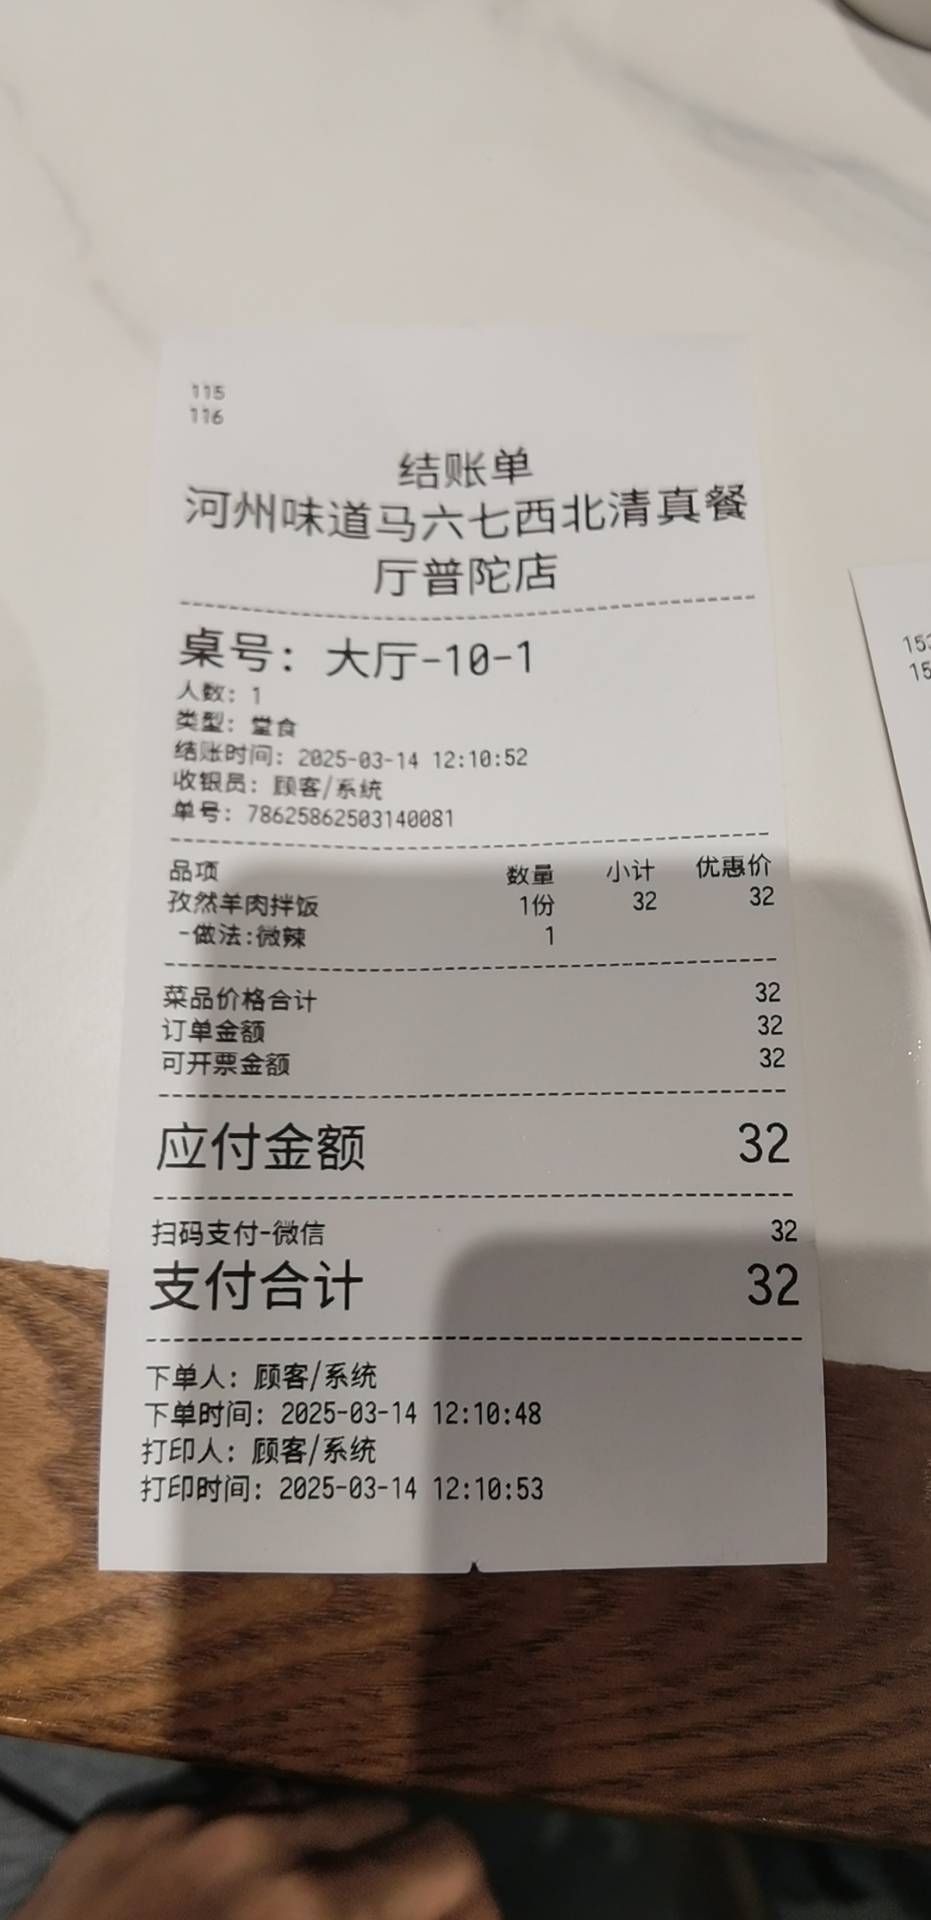 115
116
结账单
河州味道马六七西北清真餐
厅普陀店
桌号：大厅-10-1
人数：1
类型：堂食
结账时间：2025-03-14 12:10:52
收银员：顾客/系统
单号：78625862503140081
品项 数量 小计 优惠价
孜然羊肉拌饭 1份 32 32
-做法:微辣 1
菜品价格合计 32
订单金额 32
可开票金额 32
应付金额 32
扫码支付-微信 32
支付合计 32
下单人：顾客/系统
下单时间：2025-03-14 12:10:48
打印人：顾客/系统
打印时间：2025-03-14 12:10:53